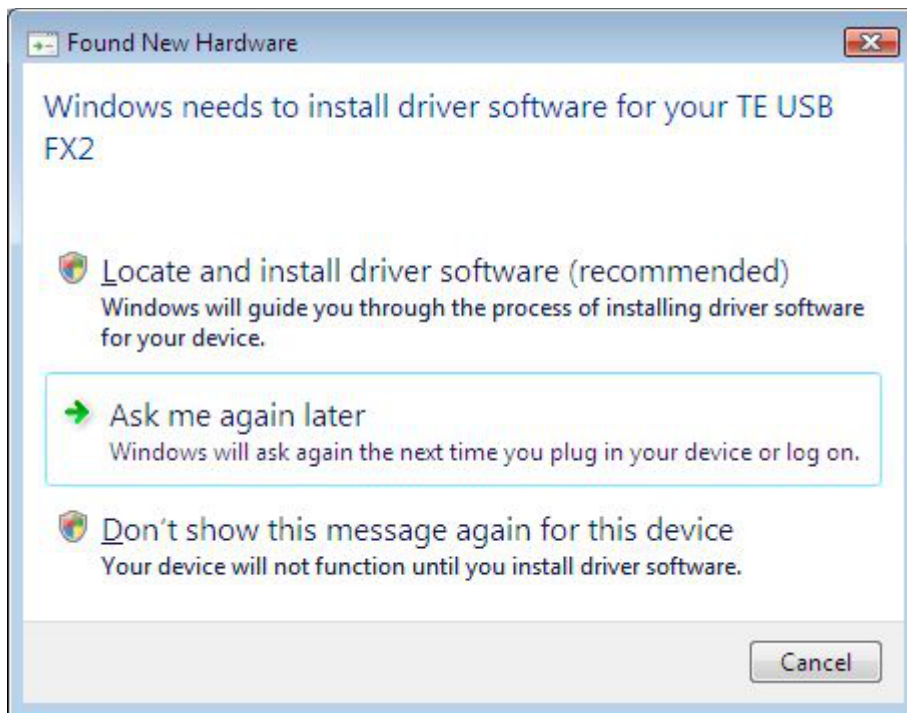 Found New Hardware
Windows needs to install driver software for your TE USB
FX2
Locate and install driver software (recommended)
Windows will guide you through the process of installing driver software
for your device.
Ask me again later
Windows will ask again the next time you plug in your device or log on.
Don't show this message again for this device
Your device will not function until you install driver software.
Cancel